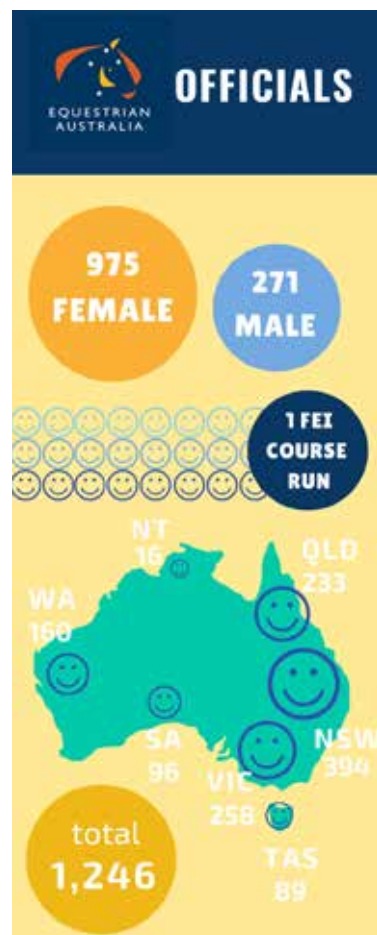 EQUESTRIAN
AUSTRALIA
OFFICIALS
975
FEMALE
271
MALE
1 FEI
COURSE
RUN
NT
16
QLD
233
WA
160
SA
96
VIC
258
NSW
394
TAS
89
total
1,246